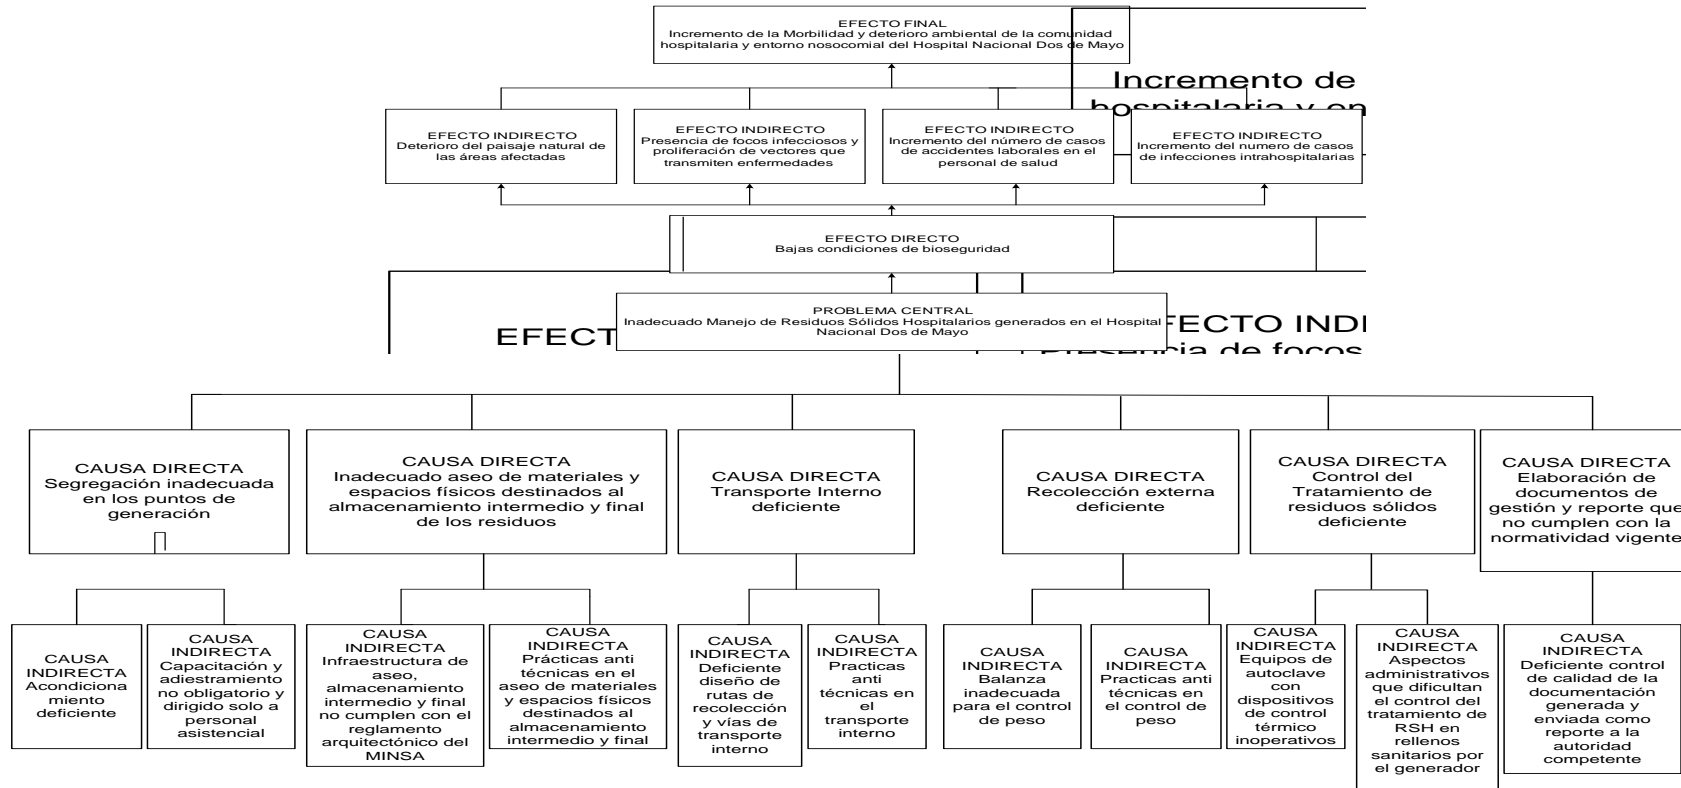 EFECTO FINAL
Incremento de la Morbilidad y deterioro ambiental de la comunidad
hospitalaria y entorno nosocomial del Hospital Nacional Dos de Mayo
Incremento de
hospitalaria y en
EFECTO INDIRECTO
Deterioro del paisaje natural de
las áreas afectadas
EFECTO INDIRECTO
Presencia de focos infecciosos y
proliferación de vectores que
transmiten enfermedades
EFECTO INDIRECTO
Incremento del número de casos
de accidentes laborales en el
personal de salud
EFECTO INDIRECTO
Incremento del numero de casos
de infecciones intrahospitalarias
EFECTO DIRECTO
Bajas condiciones de bioseguridad
PROBLEMA CENTRAL
Inadecuado Manejo de Residuos Sólidos Hospitalarios generados en el Hospital
Nacional Dos de Mayo
EFECT
FECTO INDI
Presencia de focos
CAUSA DIRECTA
Segregación inadecuada
en los puntos de
generación
CAUSA DIRECTA
Inadecuado aseo de materiales y
espacios físicos destinados al
almacenamiento intermedio y final
de los residuos
CAUSA DIRECTA
Transporte Interno
deficiente
CAUSA DIRECTA
Recolección externa
deficiente
CAUSA DIRECTA
Control del
Tratamiento de
residuos sólidos
deficiente
CAUSA DIRECTA
Elaboración de
documentos de
gestión y reporte que
no cumplen con la
normatividad vigente
CAUSA
INDIRECTA
Acondiciona
miento
deficiente
CAUSA
INDIRECTA
Capacitación y
adiestramiento
no obligatorio y
dirigido solo a
personal
asistencial
CAUSA
INDIRECTA
Infraestructura de
aseo,
almacenamiento
intermedio y final
no cumplen con el
reglamento
arquitectónico del
MINSA
CAUSA
INDIRECTA
Prácticas anti
técnicas en el
aseo de materiales
y espacios físicos
destinados al
almacenamiento
intermedio y final
CAUSA
INDIRECTA
Deficiente
diseño de
rutas de
recolección
y vías de
transporte
interno
CAUSA
INDIRECTA
Practicas
anti
técnicas en
el
transporte
interno
CAUSA
INDIRECTA
Balanza
inadecuada
para el control
de peso
CAUSA
INDIRECTA
Practicas anti
técnicas en
el control de
peso
CAUSA
INDIRECTA
Equipos de
autoclave
con
dispositivos
de control
térmico
inoperativos
CAUSA
INDIRECTA
Aspectos
administrativos
que dificultan
el control del
tratamiento de
RSH en
rellenos
sanitarios por
el generador
CAUSA
INDIRECTA
Deficiente control
de calidad de la
documentación
generada y
enviada como
reporte a la
autoridad
competente